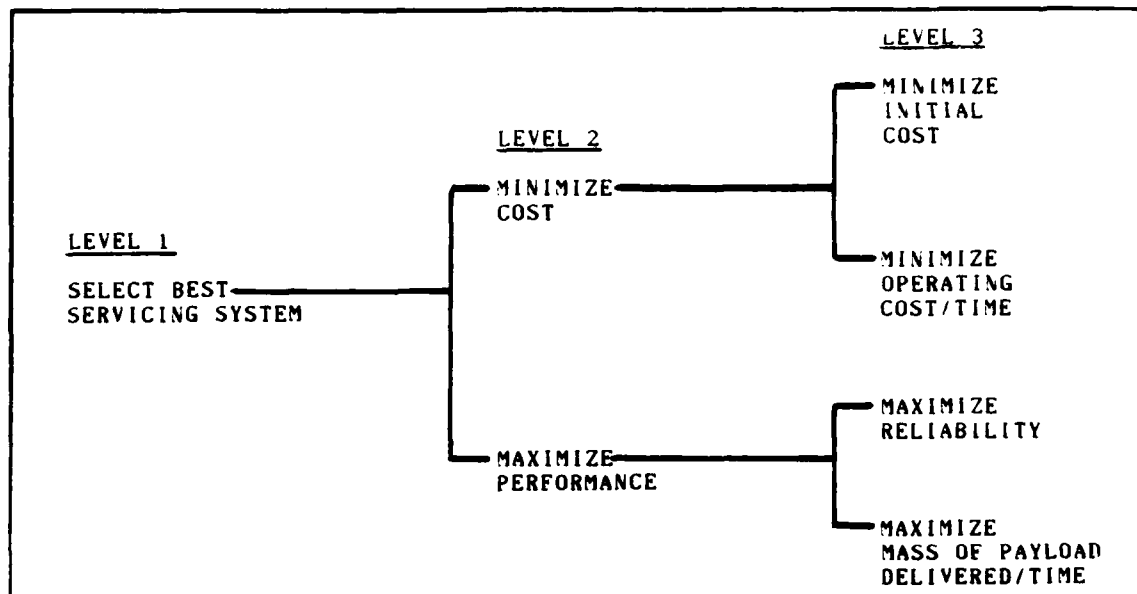 LEVEL 1
SELECT BEST
SERVICING SYSTEM
LEVEL 2
MINIMIZE
COST
MAXIMIZE
PERFORMANCE
LEVEL 3
MINIMIZE
INITIAL
COST
MINIMIZE
OPERATING
COST/TIME
MAXIMIZE
RELIABILITY
MAXIMIZE
MASS OF PAYLOAD
DELIVERED/TIME